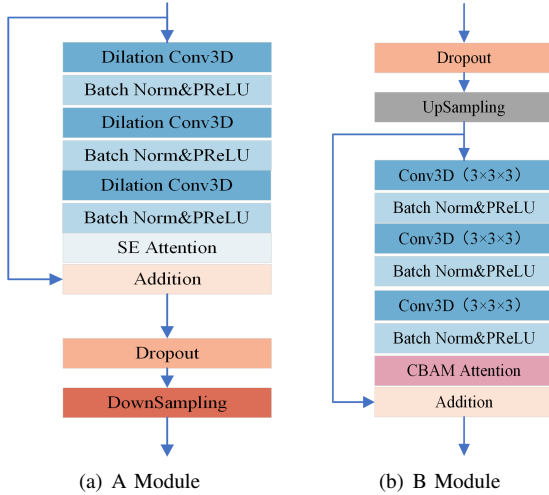 Dilation Conv3D
Batch Norm&PReLU
Dilation Conv3D
Batch Norm&PReLU
Dilation Conv3D
Batch Norm&PReLU
SE Attention
Addition
Dropout
DownSampling
(a) A Module
Dropout
UpSampling
Conv3D（3×3×3）
Batch Norm&PReLU
Conv3D（3×3×3）
Batch Norm&PReLU
Conv3D（3×3×3）
Batch Norm&PReLU
CBAM Attention
Addition
(b) B Module